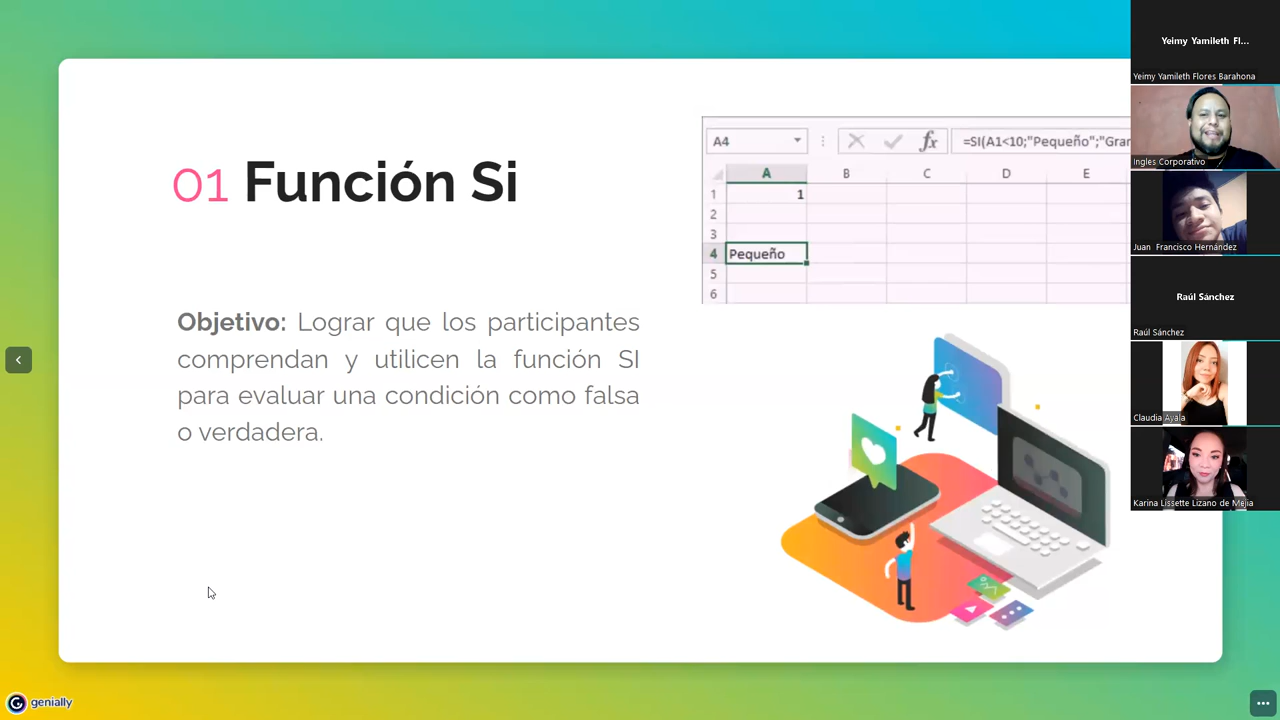 01 Función Si
Objetivo: Lograr que los participantes
comprendan y utilicen la función SI
para evaluar una condición como falsa
o verdadera.
A4
fx
=SI(A1<10;"Pequeño";"Gran
A B C D E
1 1
2
3
4 Pequeño
5
6
Yeimy Yamileth Fl...
Yeimy Yamileth Flores Barahona
Ingles Corporativo
Juan Francisco Hernández
Raúl Sánchez
Raúl Sánchez
Claudia Ayala
Karina Lissette Lizano de Mejia
genially